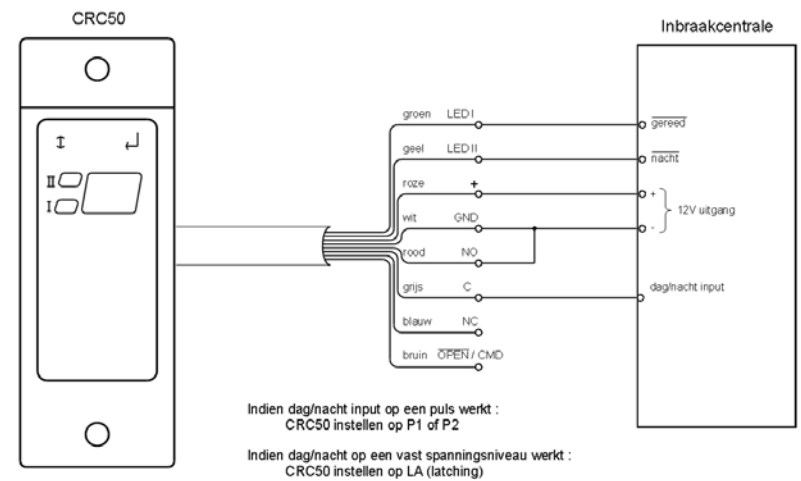 CRC50
Inbraakcentrale
groen LED I
gereed
geel LED II
nacht
roze +
+
12V uitgang
wit GND
-
rood NO
grijs C
dag/nacht input
blauw NC
bruin OPEN / CMD
II
I
Indien dag/nacht input op een puls werkt :
CRC50 instellen op P1 of P2
Indien dag/nacht op een vast spanningsniveau werkt :
CRC50 instellen op LA (latching)